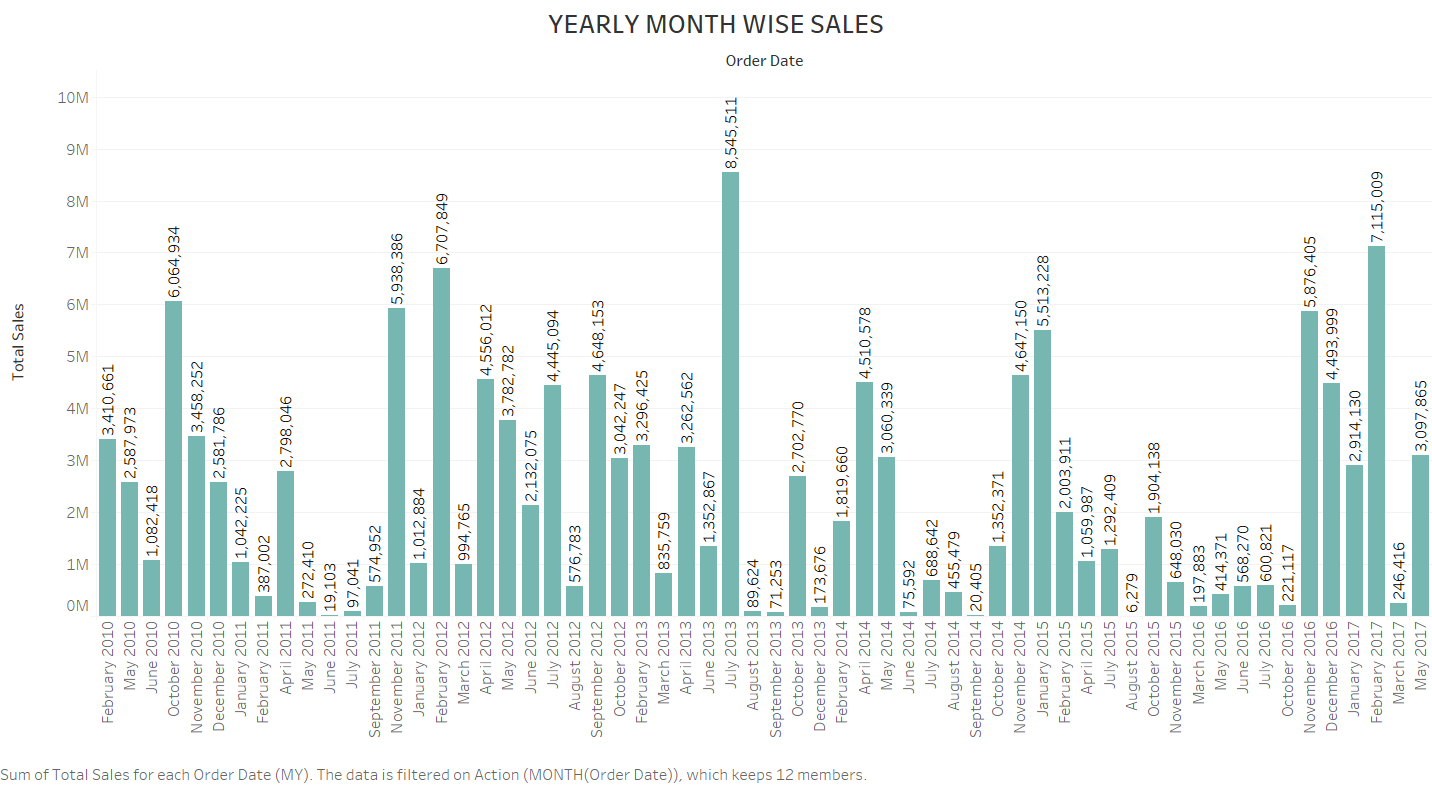 YEARLY MONTH WISE SALES
Order Date
Total Sales
10M
9M
8M
7M
6M
5M
4M
3M
2M
1M
0M
3,410,661
2,587,973
1,082,418
6,064,934
3,458,252
2,581,786
1,042,225
387,002
2,798,046
272,410
19,103
97,041
574,952
5,938,386
1,012,884
6,707,849
994,765
4,556,012
3,782,782
2,132,075
4,445,094
576,783
4,648,153
3,042,247
3,296,425
835,759
3,262,562
1,352,867
8,545,511
89,624
71,253
2,702,770
173,676
1,819,660
4,510,578
3,060,339
75,592
688,642
455,479
20,405
1,352,371
4,647,150
5,513,228
2,003,911
1,059,987
1,292,409
6,279
1,904,138
648,030
197,883
414,371
568,270
600,821
221,117
5,876,405
4,493,999
2,914,130
7,115,009
246,416
3,097,865
February 2010
May 2010
June 2010
October 2010
November 2010
December 2010
January 2011
February 2011
April 2011
May 2011
June 2011
July 2011
September 2011
November 2011
January 2012
February 2012
March 2012
April 2012
May 2012
June 2012
July 2012
August 2012
September 2012
October 2012
February 2013
March 2013
April 2013
June 2013
July 2013
August 2013
September 2013
October 2013
December 2013
February 2014
April 2014
May 2014
June 2014
July 2014
August 2014
September 2014
October 2014
November 2014
January 2015
February 2015
April 2015
July 2015
August 2015
October 2015
November 2015
March 2016
May 2016
June 2016
July 2016
October 2016
November 2016
December 2016
January 2017
February 2017
March 2017
May 2017
Sum of Total Sales for each Order Date (MY). The data is filtered on Action (MONTH(Order Date)), which keeps 12 members.